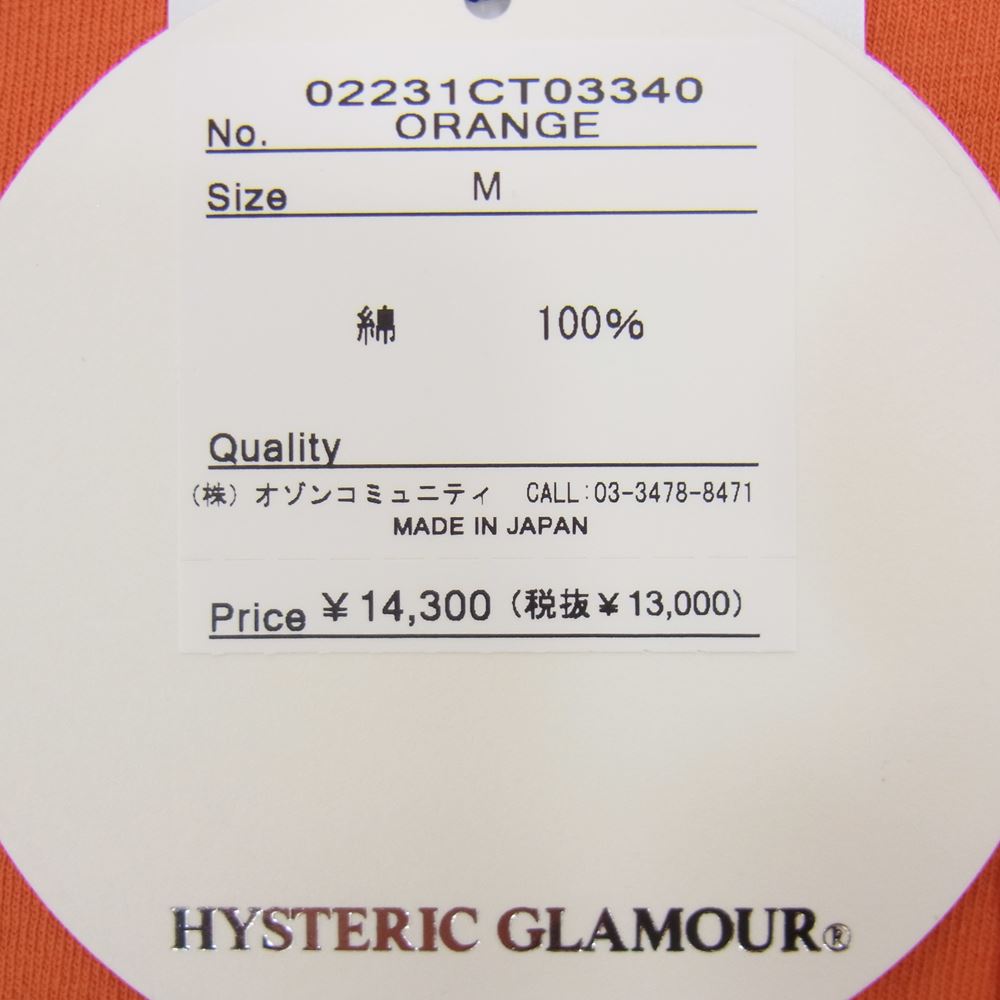 02231CT03340
No. ORANGE
Size M
綿 100%
Quality
(株) オゾンコミュニティ CALL:03-3478-8471
MADE IN JAPAN
Price ¥14,300 (税抜¥13,000)
HYSTERIC GLAMOUR®